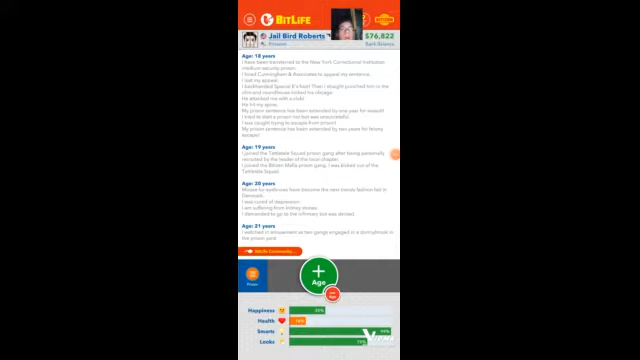 BitLife
Jail Bird Roberts
$76,822
Prisoner
Bank Balance
Age: 18 years
I have been transferred to the New York Correctional Institution
medium security prison.
I hired Cunningham & Associates to appeal my sentence.
I lost my appeal.
I backhanded Spacie K's foot! Then I straight punched him in the
shin and roundhouse kicked his ribcage.
He attacked me with a club!
He hit my spine.
My prison sentence has been extended by one year for assault!
I tried to start a prison riot but was unsuccessful.
I was caught trying to escape from prison!
My prison sentence has been extended by two years for felony
escape!
Age: 19 years
I joined the Tattletale Squad prison gang after being personally
recruited by the leader of the local chapter.
I joined the Mafia prison gang. I was kicked out of the
Tattletale Squad.
Age: 20 years
Mouse fur eyebrows have become the next trendy fashion fad in
Denmark.
I was cured of depression.
I am suffering from kidney stones.
I demanded to go to the infirmary but was denied.
Age: 21 years
I watched in amusement as two gangs engaged in a donnybrook in
the prison yard.
Prison
+
Age
Age
Happiness
35%
Health
Smarts
Looks